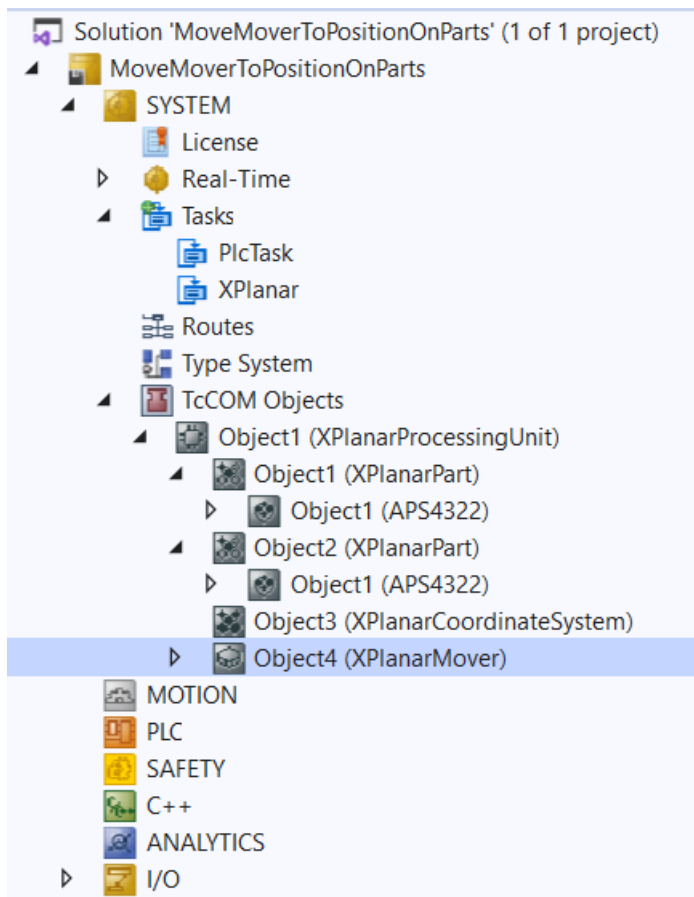 Solution 'MoveMoverToPositionOnParts' (1 of 1 project)
MoveMoverToPositionOnParts
SYSTEM
License
Real-Time
Tasks
PlcTask
XPlanar
Routes
Type System
TcCOM Objects
Object1 (XPlanarProcessingUnit)
Object1 (XPlanarPart)
Object1 (APS4322)
Object2 (XPlanarPart)
Object1 (APS4322)
Object3 (XPlanarCoordinateSystem)
Object4 (XPlanarMover)
MOTION
PLC
SAFETY
C++
ANALYTICS
I/O